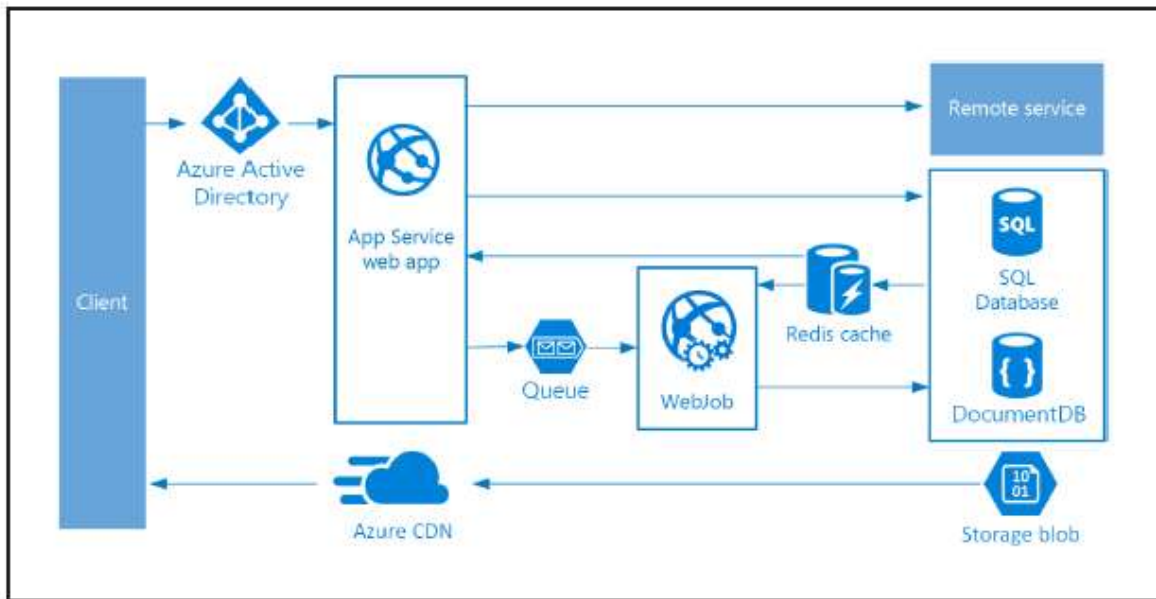 Remote service
Azure Active
Directory
App Service
web app
SQL
SQL
Database
Client
Redis cache
Queue
WebJob
{ }
DocumentDB
10
01
Azure CDN
Storage blob